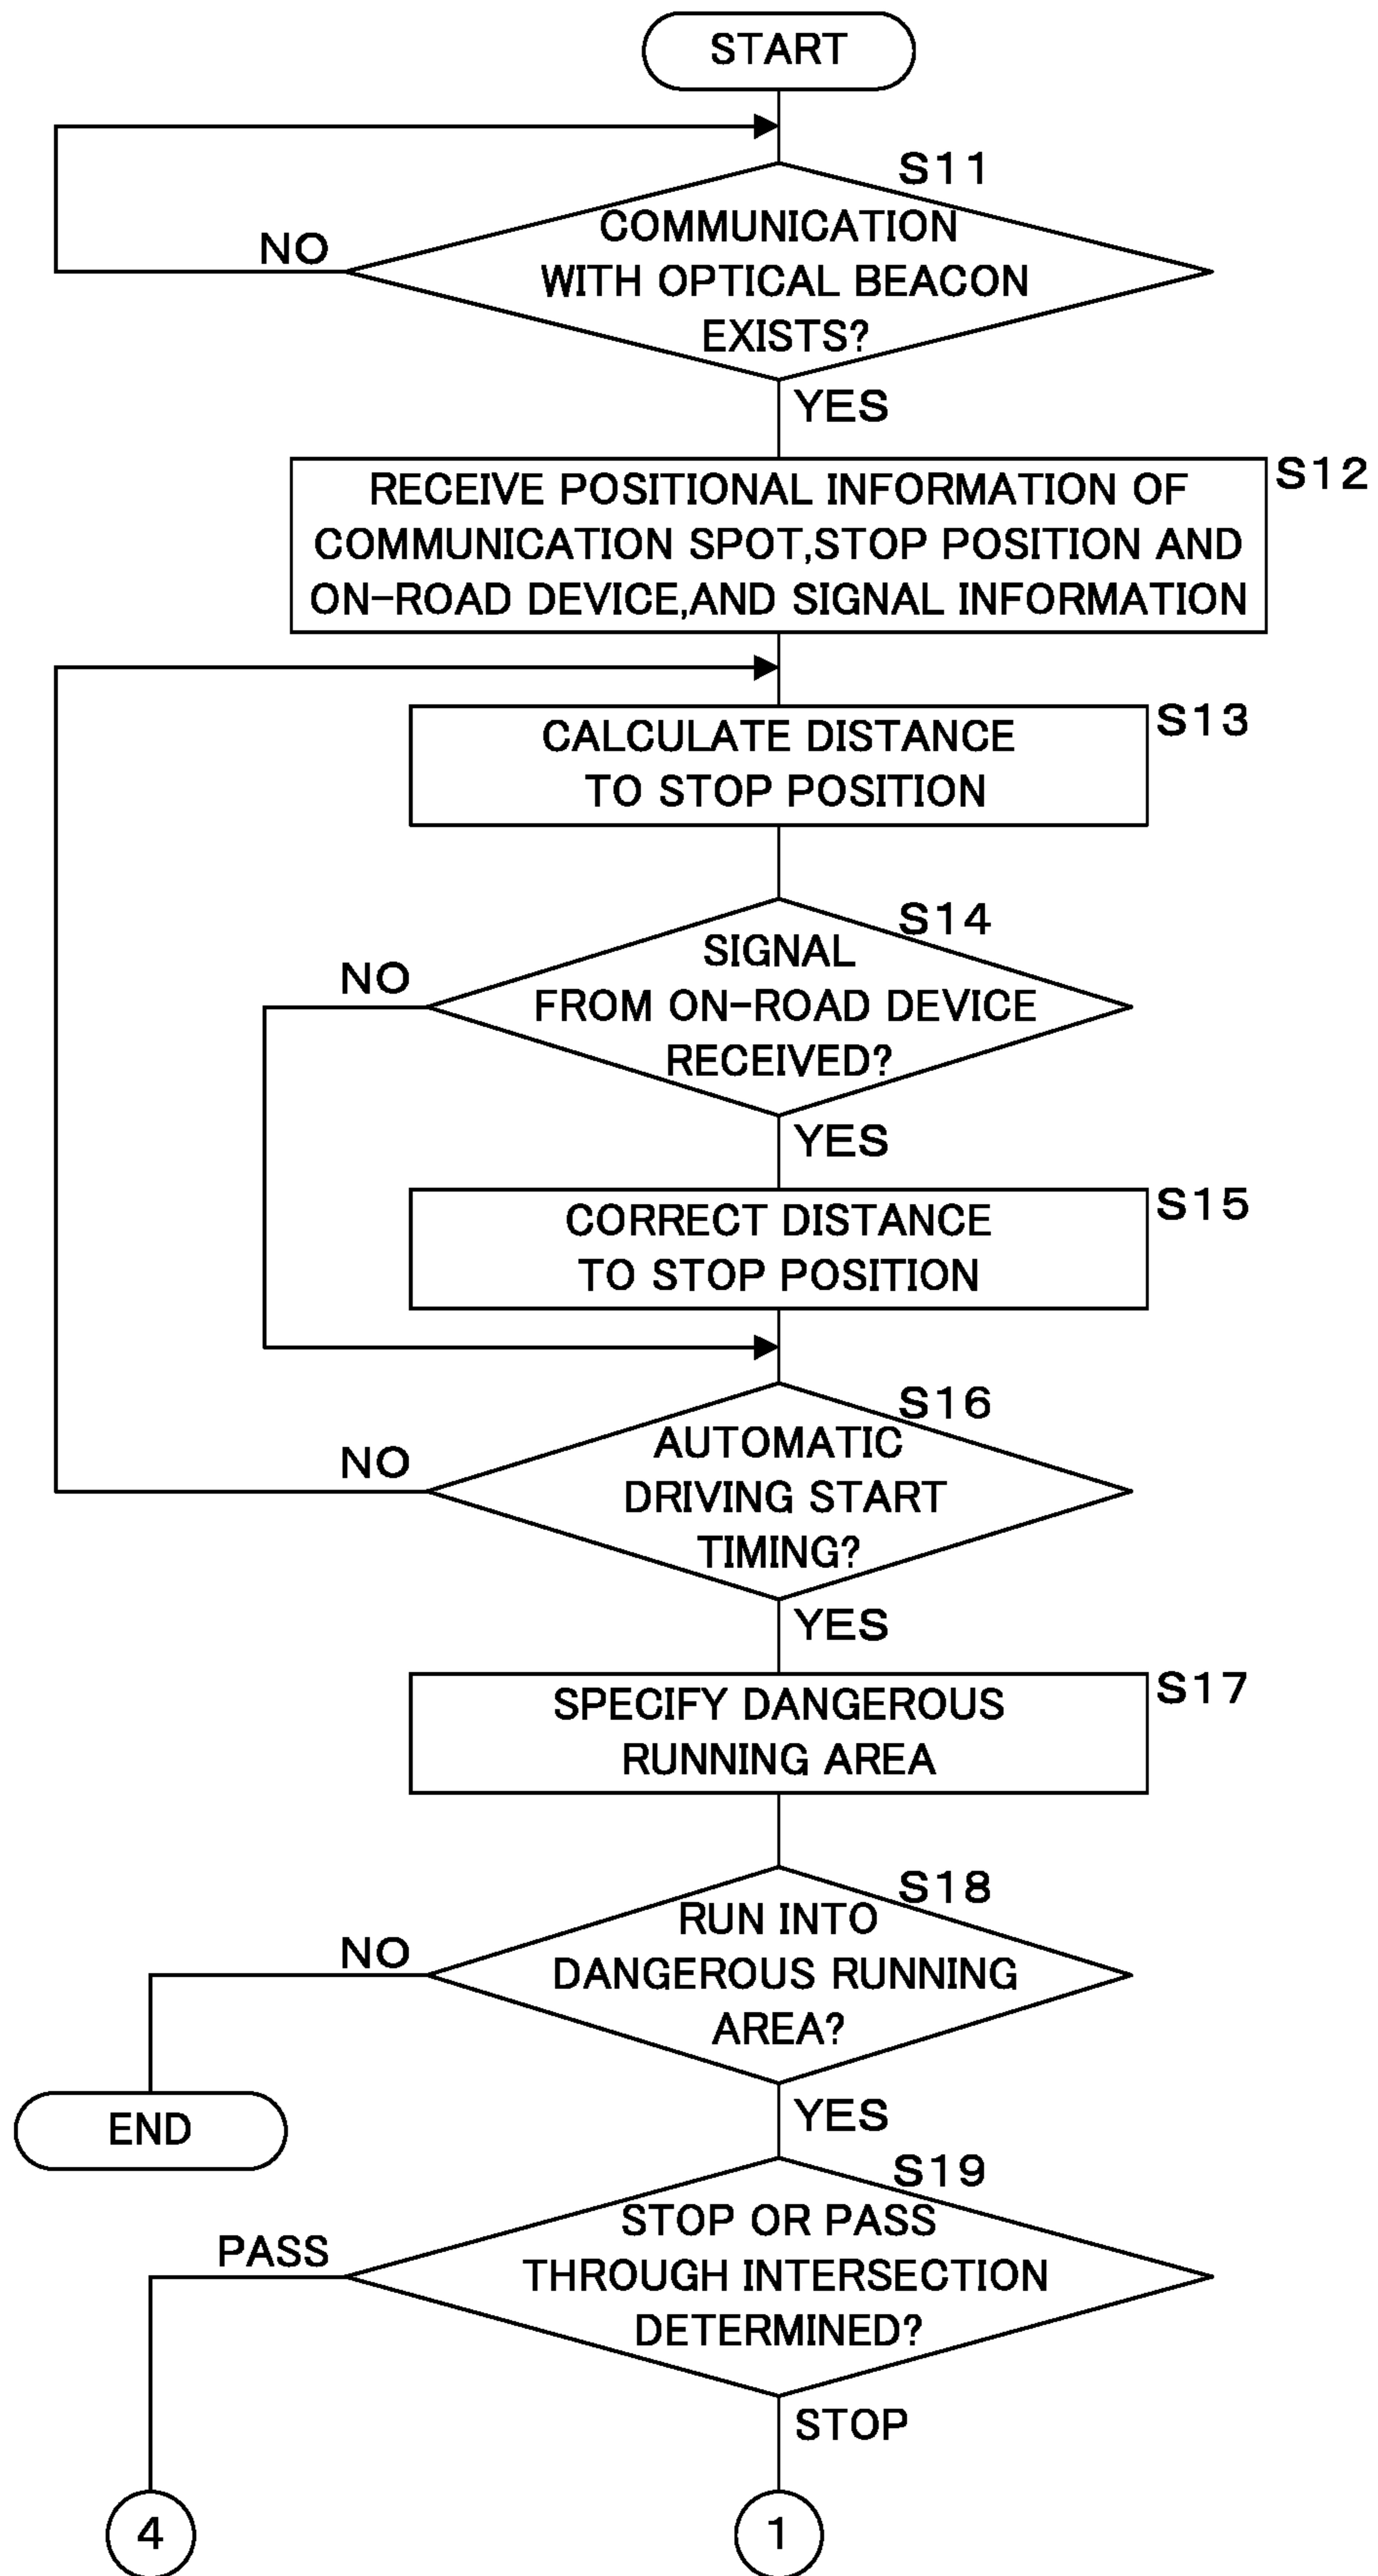 START
S11
COMMUNICATION
WITH OPTICAL BEACON
EXISTS?
NO
YES
S12
RECEIVE POSITIONAL INFORMATION OF
COMMUNICATION SPOT,STOP POSITION AND
ON-ROAD DEVICE,AND SIGNAL INFORMATION
S13
CALCULATE DISTANCE
TO STOP POSITION
S14
SIGNAL
FROM ON-ROAD DEVICE
RECEIVED?
NO
YES
S15
CORRECT DISTANCE
TO STOP POSITION
S16
AUTOMATIC
DRIVING START
TIMING?
NO
YES
S17
SPECIFY DANGEROUS
RUNNING AREA
S18
RUN INTO
DANGEROUS RUNNING
AREA?
NO
END
YES
S19
STOP OR PASS
THROUGH INTERSECTION
DETERMINED?
PASS
STOP
4
1